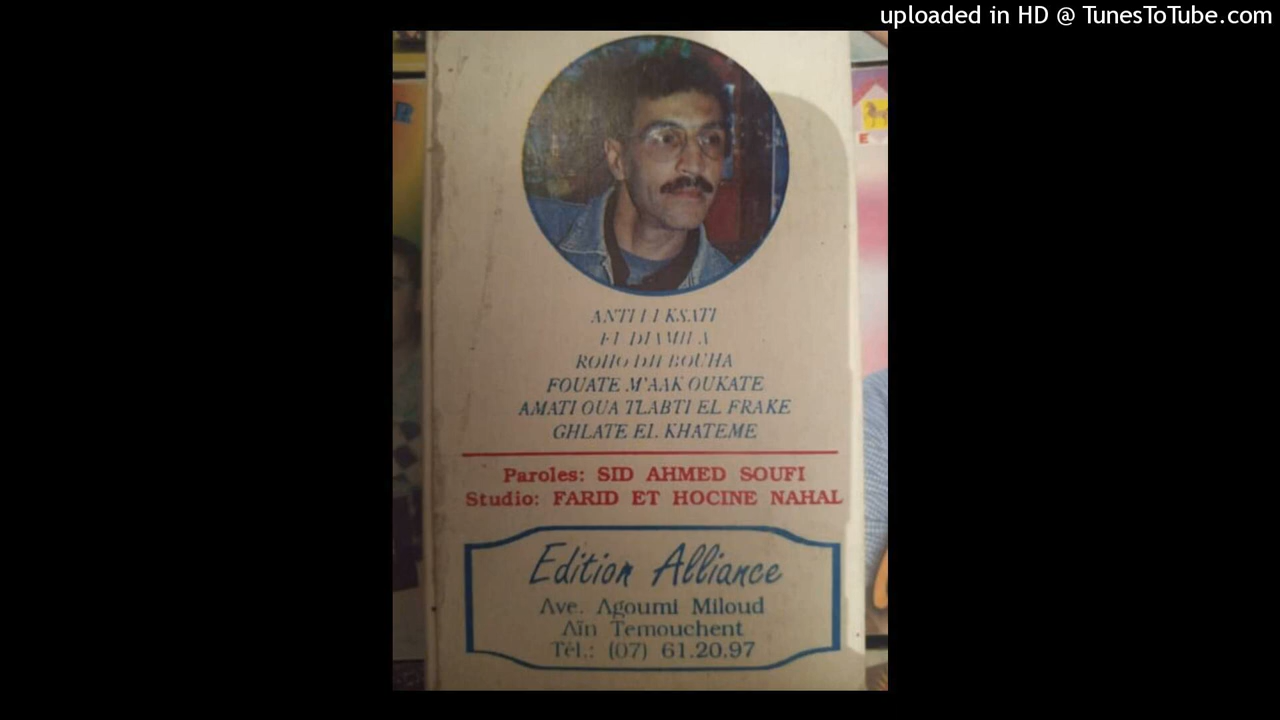 uploaded in HD @ TunesToTube.com
ANTI LI KSATI
EL DJAMILA
ROHO DII BOUHA
FOUATE M'AAK OUKATE
AMATI OUA TLABTI EL FRAKE
GHLATE EL KHATEME
Paroles: SID AHMED SOUFI
Studio: FARID ET HOCINE NAHAL
Edition Alliance
Ave. Agoumi Miloud
Aïn Temouchent
Tél.: (07) 61.20.97